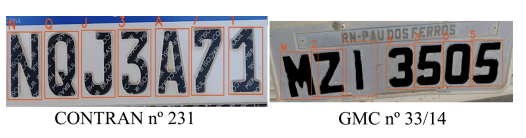 NQJ3A71
RN-PAU DOS FERROS
MZI 3505
CONTRAN nº 231
GMC nº 33/14